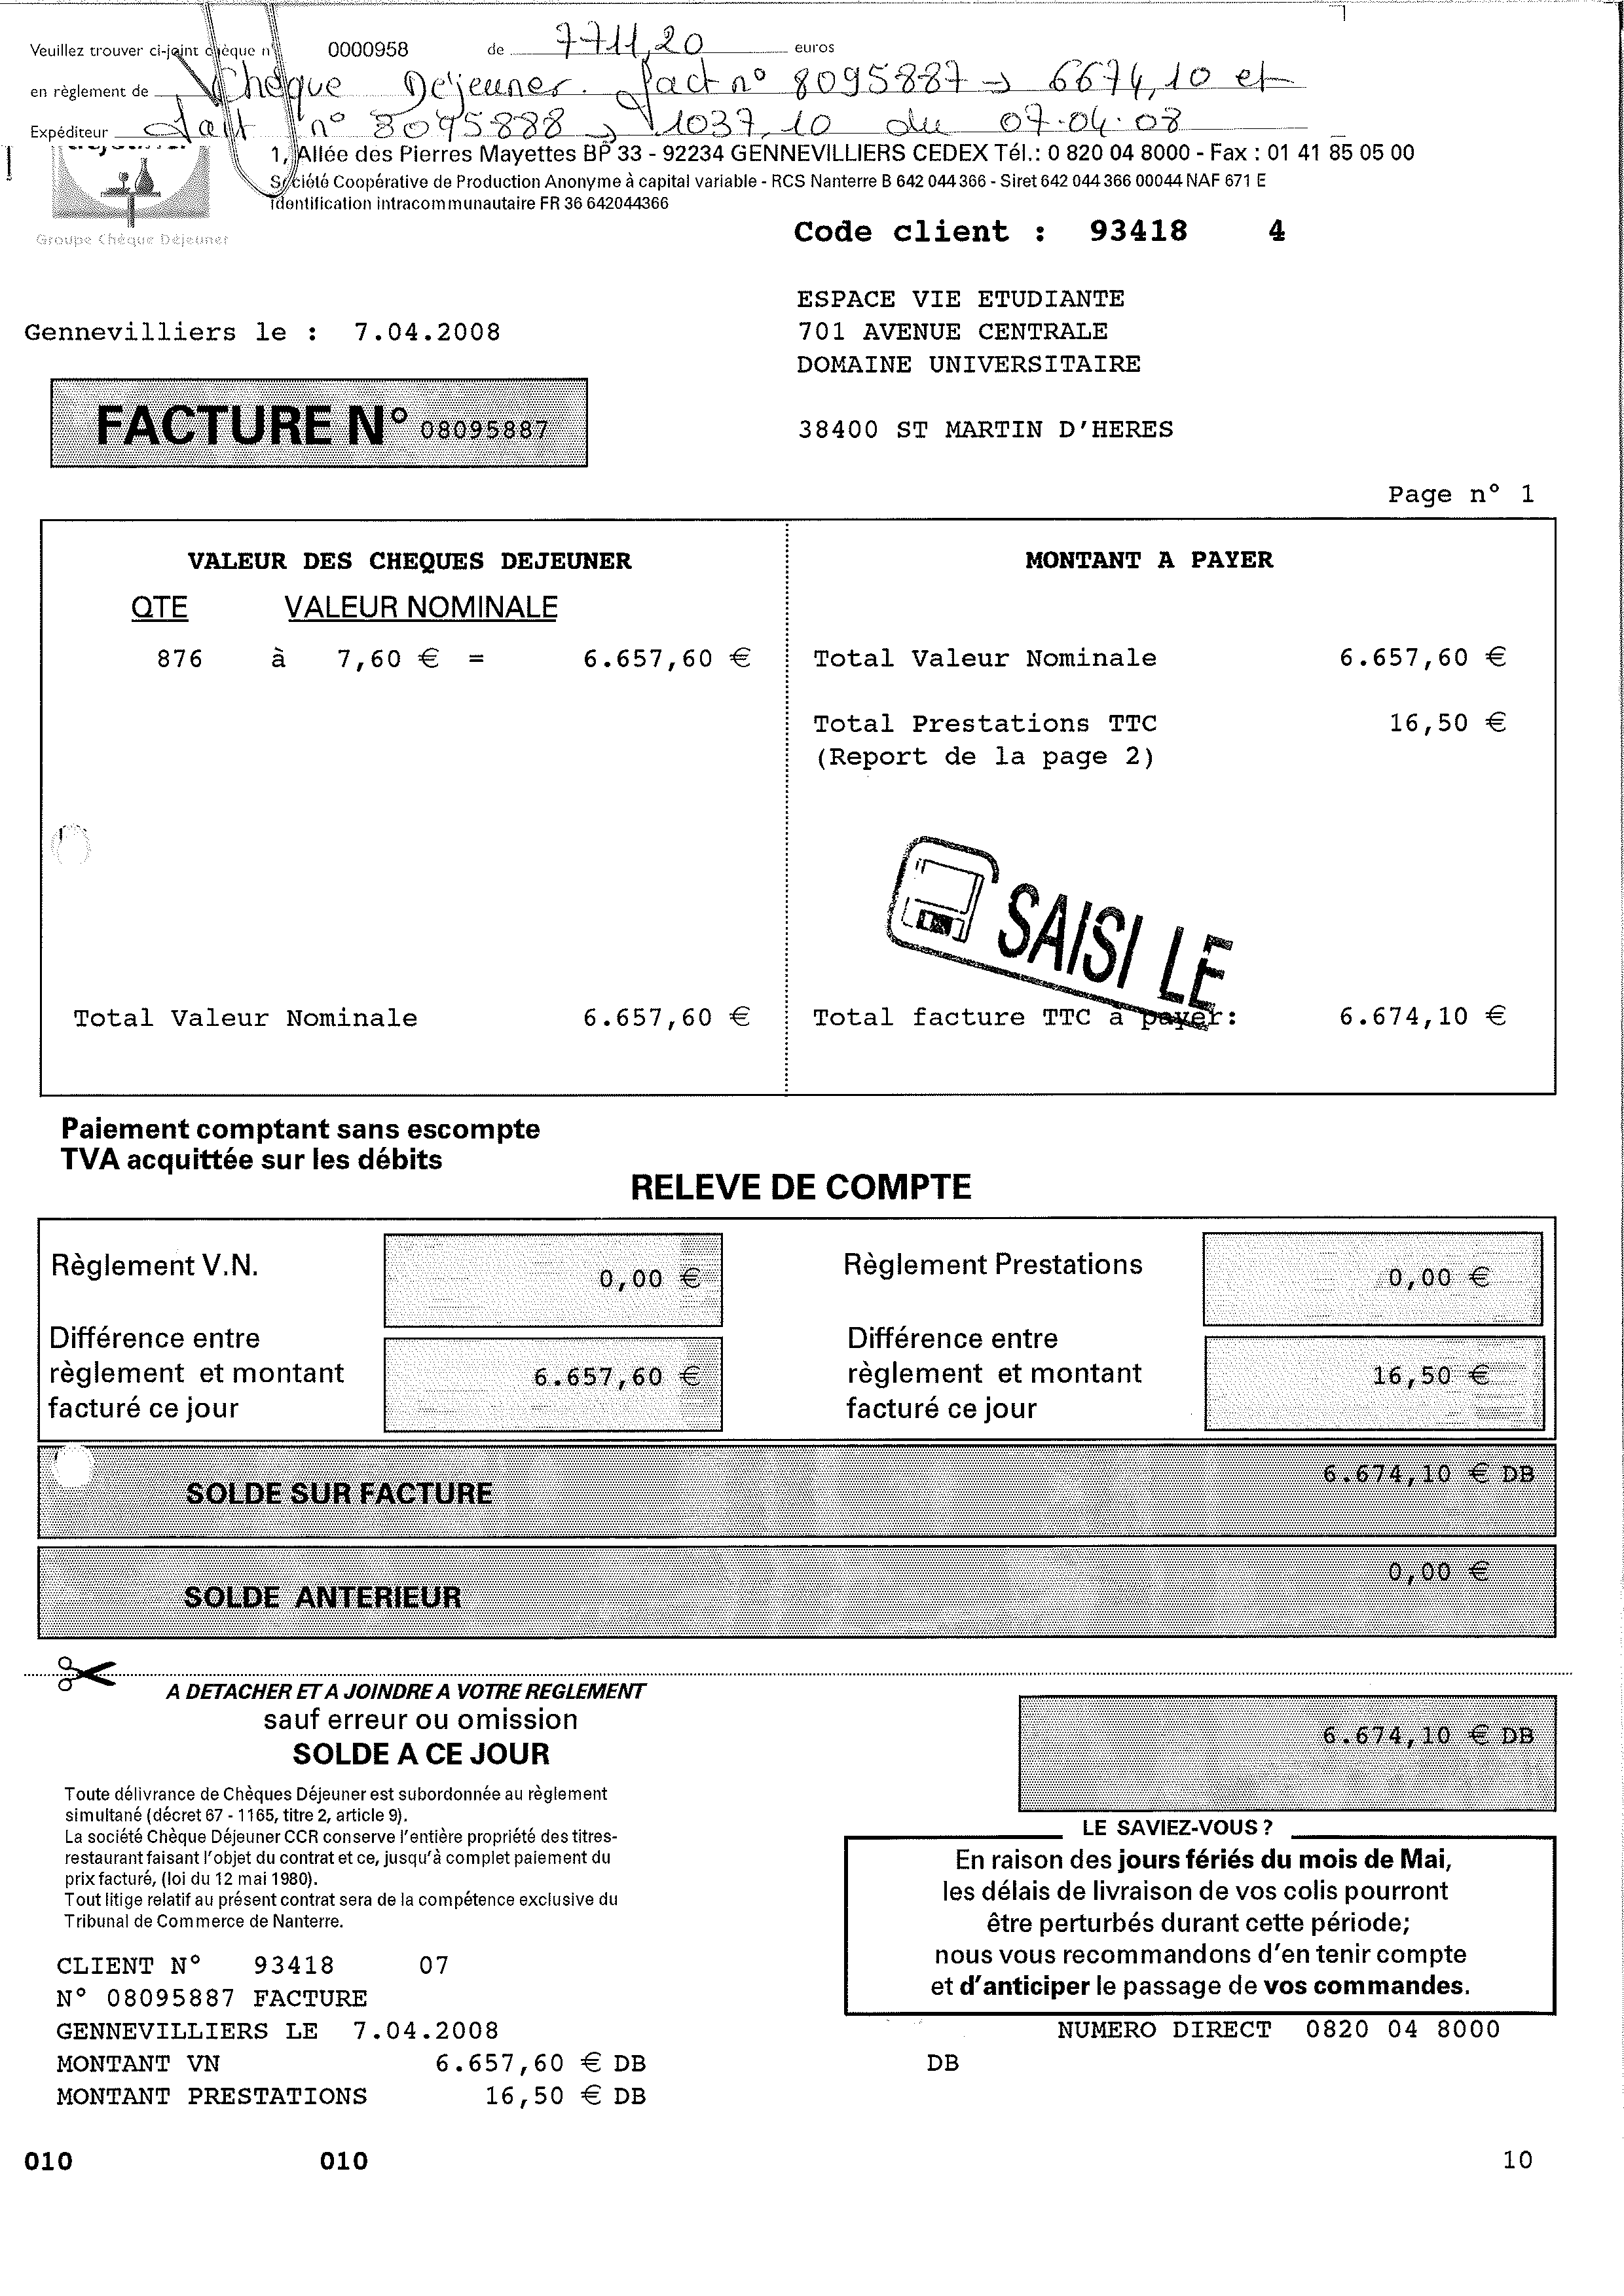 Veuillez trouver ci-joint chèque n° 0000958 de 7711,20 euros
en règlement de Chéque Déjeuner. fact n° 8095887 → 6674,10 et
Expéditeur fact n° 8095888 → 1037,10 du 07.04.08
1, Allée des Pierres Mayettes BP 33 - 92234 GENNEVILLIERS CEDEX Tél.: 0 820 04 8000 - Fax : 01 41 85 05 00
Société Coopérative de Production Anonyme à capital variable - RCS Nanterre B 642 044 366 - Siret 642 044 366 00044 NAF 671 E
Identification intracommunautaire FR 36 642044366
Groupe Chèque Déjeuner
Code client : 93418 4
ESPACE VIE ETUDIANTE
Gennevilliers le : 7.04.2008
701 AVENUE CENTRALE
DOMAINE UNIVERSITAIRE
FACTURE N° 08095887
38400 ST MARTIN D'HERES
Page n° 1
VALEUR DES CHEQUES DEJEUNER
MONTANT A PAYER
QTE VALEUR NOMINALE
876 à 7,60 € = 6.657,60 €
Total Valeur Nominale 6.657,60 €
Total Prestations TTC 16,50 €
(Report de la page 2)
SAISI LE
Total Valeur Nominale 6.657,60 €
Total facture TTC a payer: 6.674,10 €
Paiement comptant sans escompte
TVA acquittée sur les débits
RELEVE DE COMPTE
Règlement V.N. 0,00 €
Règlement Prestations 0,00 €
Différence entre
règlement et montant 6.657,60 €
facturé ce jour
Différence entre
règlement et montant 16,50 €
facturé ce jour
SOLDE SUR FACTURE 6.674,10 € DB
SOLDE ANTERIEUR 0,00 €
A DETACHER ET A JOINDRE A VOTRE REGLEMENT
sauf erreur ou omission
SOLDE A CE JOUR
6.674,10 € DB
Toute délivrance de Chèques Déjeuner est subordonnée au règlement
simultané (décret 67 - 1165, titre 2, article 9).
La société Chèque Déjeuner CCR conserve l'entière propriété des titres-
restaurant faisant l'objet du contrat et ce, jusqu'à complet paiement du
prix facturé, (loi du 12 mai 1980).
Tout litige relatif au présent contrat sera de la compétence exclusive du
Tribunal de Commerce de Nanterre.
LE SAVIEZ-VOUS ?
En raison des jours fériés du mois de Mai,
les délais de livraison de vos colis pourront
être perturbés durant cette période;
nous vous recommandons d'en tenir compte
et d'anticiper le passage de vos commandes.
CLIENT N° 93418 07
N° 08095887 FACTURE
GENNEVILLIERS LE 7.04.2008
NUMERO DIRECT 0820 04 8000
MONTANT VN 6.657,60 € DB
DB
MONTANT PRESTATIONS 16,50 € DB
010 010 10